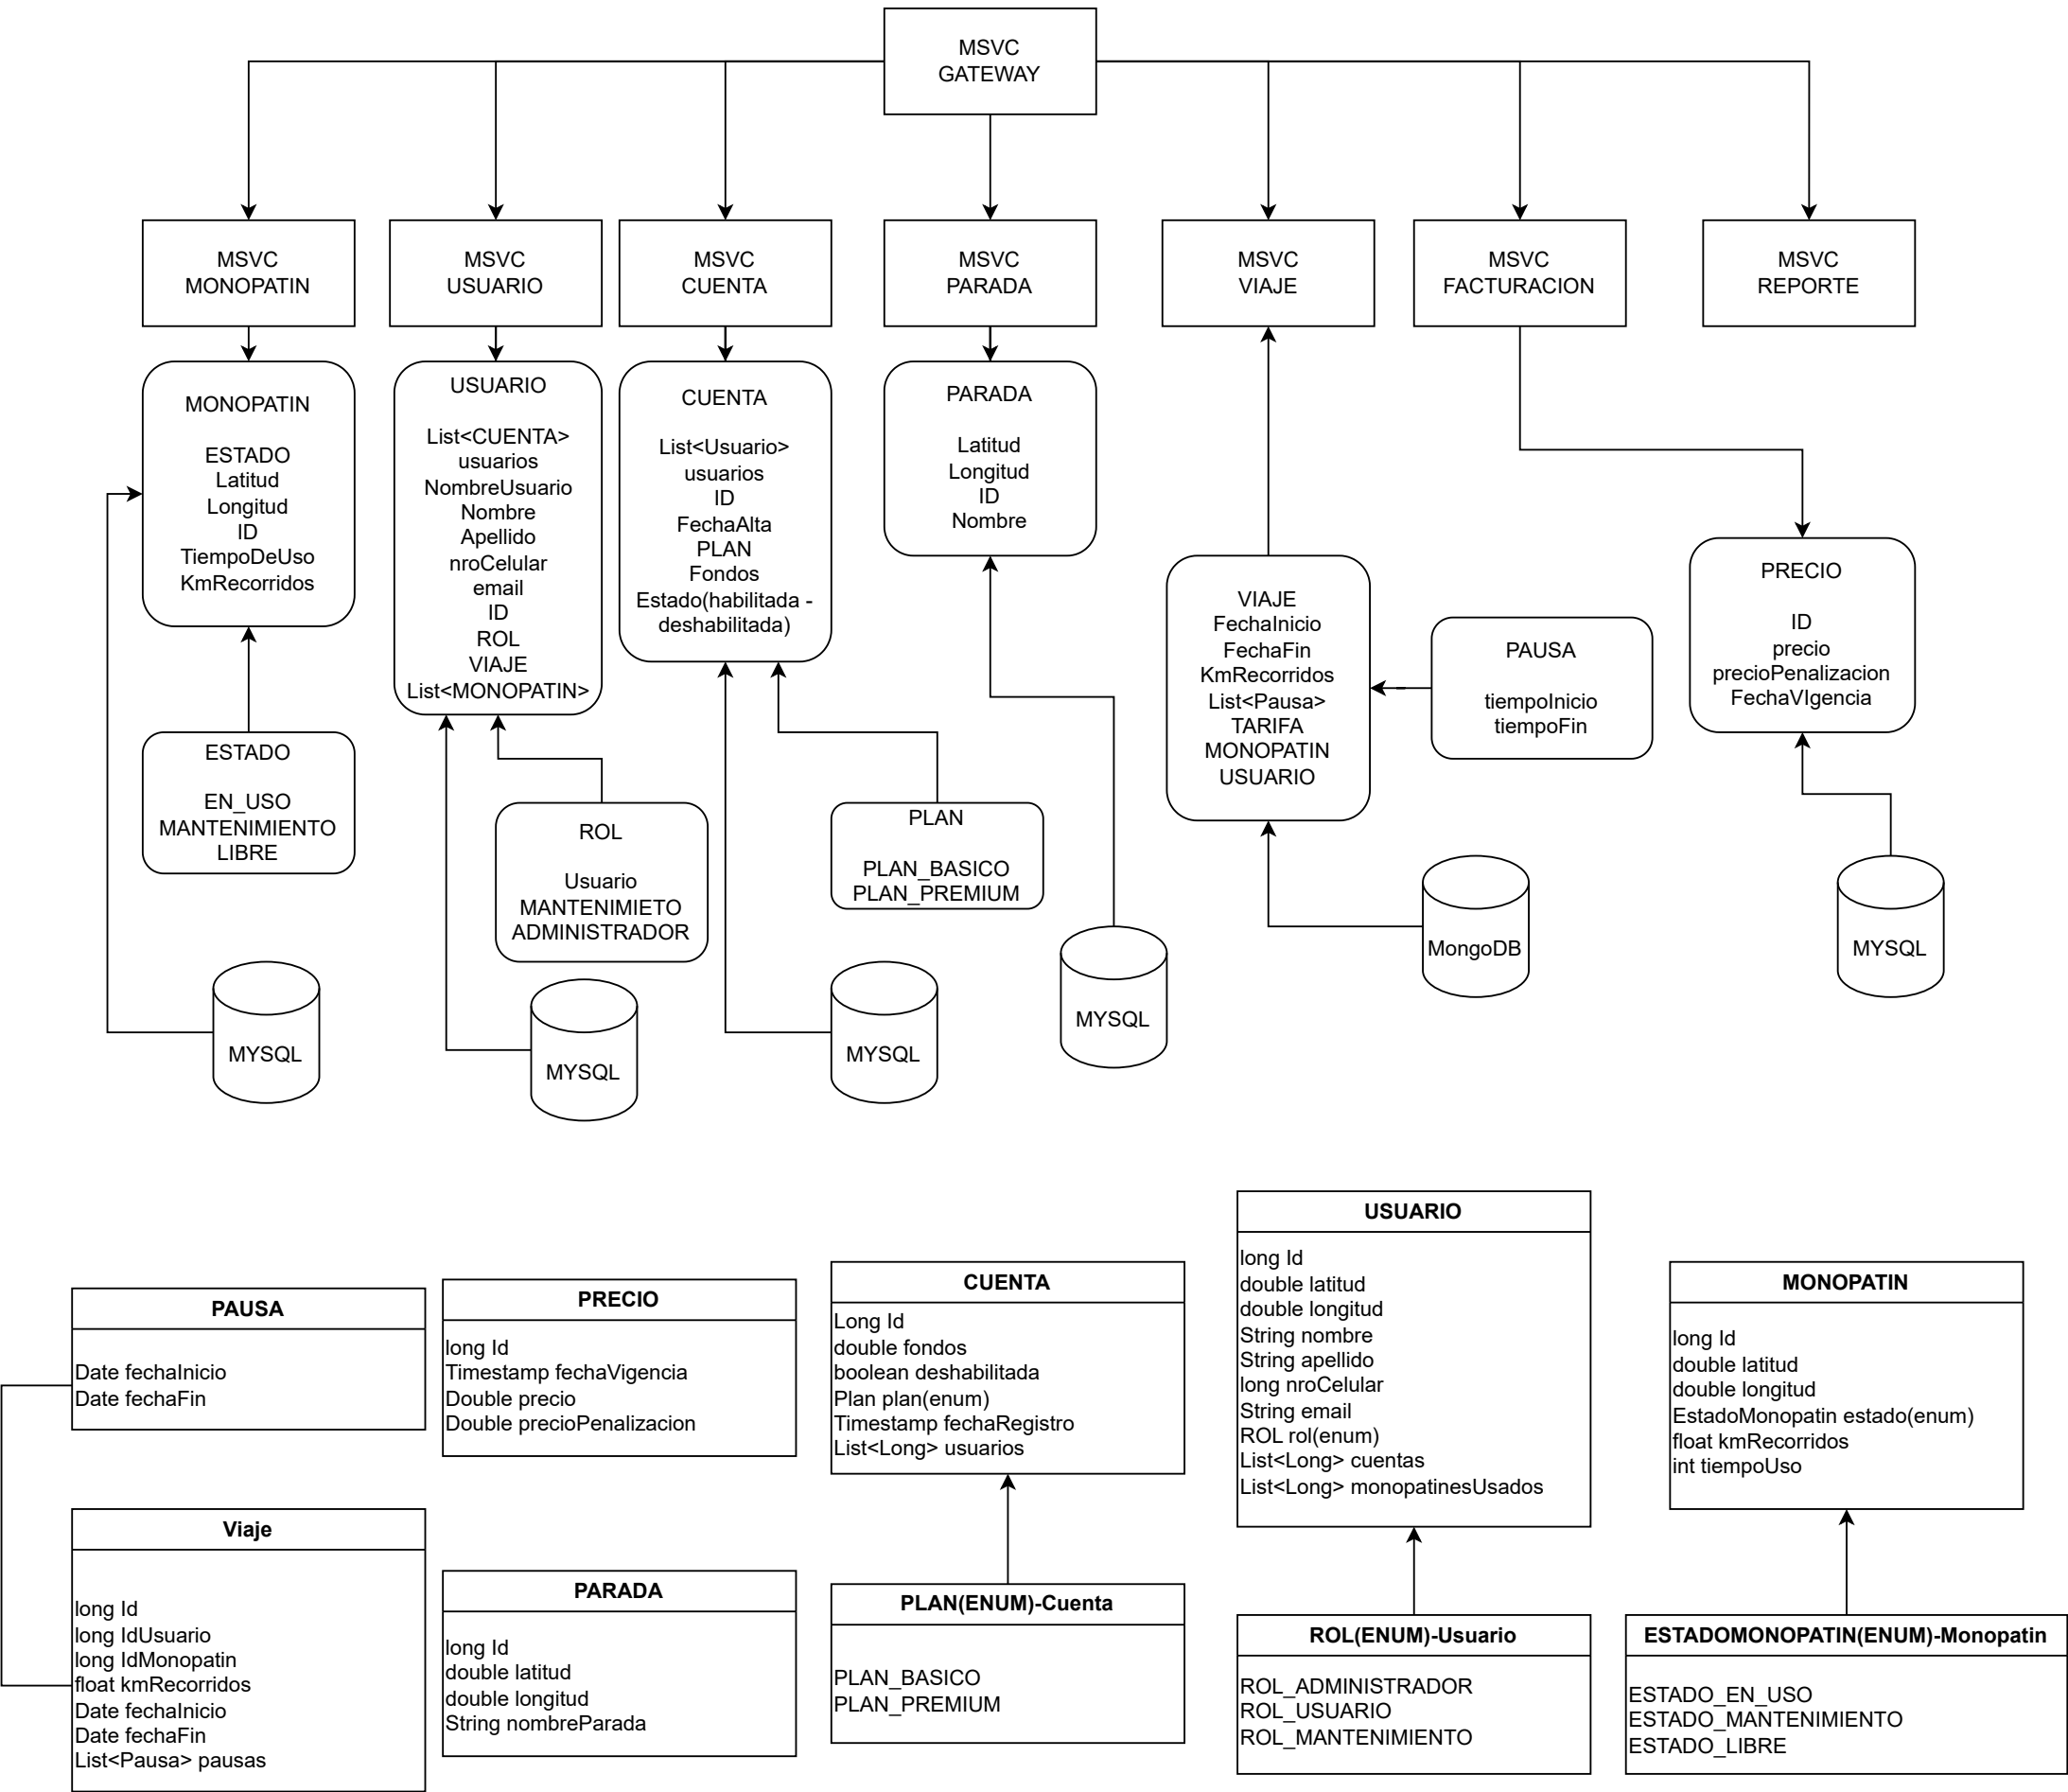 MSVC
GATEWAY
MSVC
MONOPATIN
MSVC
USUARIO
MSVC
CUENTA
MSVC
PARADA
MSVC
VIAJE
MSVC
FACTURACION
MSVC
REPORTE
MONOPATIN
ESTADO
Latitud
Longitud
ID
TiempoDeUso
KmRecorridos
USUARIO
List<CUENTA>
usuarios
NombreUsuario
Nombre
Apellido
nroCelular
email
ID
ROL
VIAJE
List<MONOPATIN>
CUENTA
List<Usuario>
usuarios
ID
FechaAlta
PLAN
Fondos
Estado(habilitada -
deshabilitada)
PARADA
Latitud
Longitud
ID
Nombre
VIAJE
FechaInicio
FechaFin
KmRecorridos
List<Pausa>
TARIFA
MONOPATIN
USUARIO
PAUSA
tiempoInicio
tiempoFin
PRECIO
ID
precio
precioPenalizacion
FechaVIgencia
ESTADO
EN_USO
MANTENIMIENTO
LIBRE
ROL
Usuario
MANTENIMIETO
ADMINISTRADOR
PLAN
PLAN_BASICO
PLAN_PREMIUM
MYSQL
MYSQL
MYSQL
MYSQL
MongoDB
MYSQL
PAUSA
Date fechaInicio
Date fechaFin
PRECIO
long Id
Timestamp fechaVigencia
Double precio
Double precioPenalizacion
CUENTA
Long Id
double fondos
boolean deshabilitada
Plan plan(enum)
Timestamp fechaRegistro
List<Long> usuarios
USUARIO
long Id
double latitud
double longitud
String nombre
String apellido
long nroCelular
String email
ROL rol(enum)
List<Long> cuentas
List<Long> monopatinesUsados
MONOPATIN
long Id
double latitud
double longitud
EstadoMonopatin estado(enum)
float kmRecorridos
int tiempoUso
Viaje
long Id
long IdUsuario
long IdMonopatin
float kmRecorridos
Date fechaInicio
Date fechaFin
List<Pausa> pausas
PARADA
long Id
double latitud
double longitud
String nombreParada
PLAN(ENUM)-Cuenta
PLAN_BASICO
PLAN_PREMIUM
ROL(ENUM)-Usuario
ROL_ADMINISTRADOR
ROL_USUARIO
ROL_MANTENIMIENTO
ESTADOMONOPATIN(ENUM)-Monopatin
ESTADO_EN_USO
ESTADO_MANTENIMIENTO
ESTADO_LIBRE